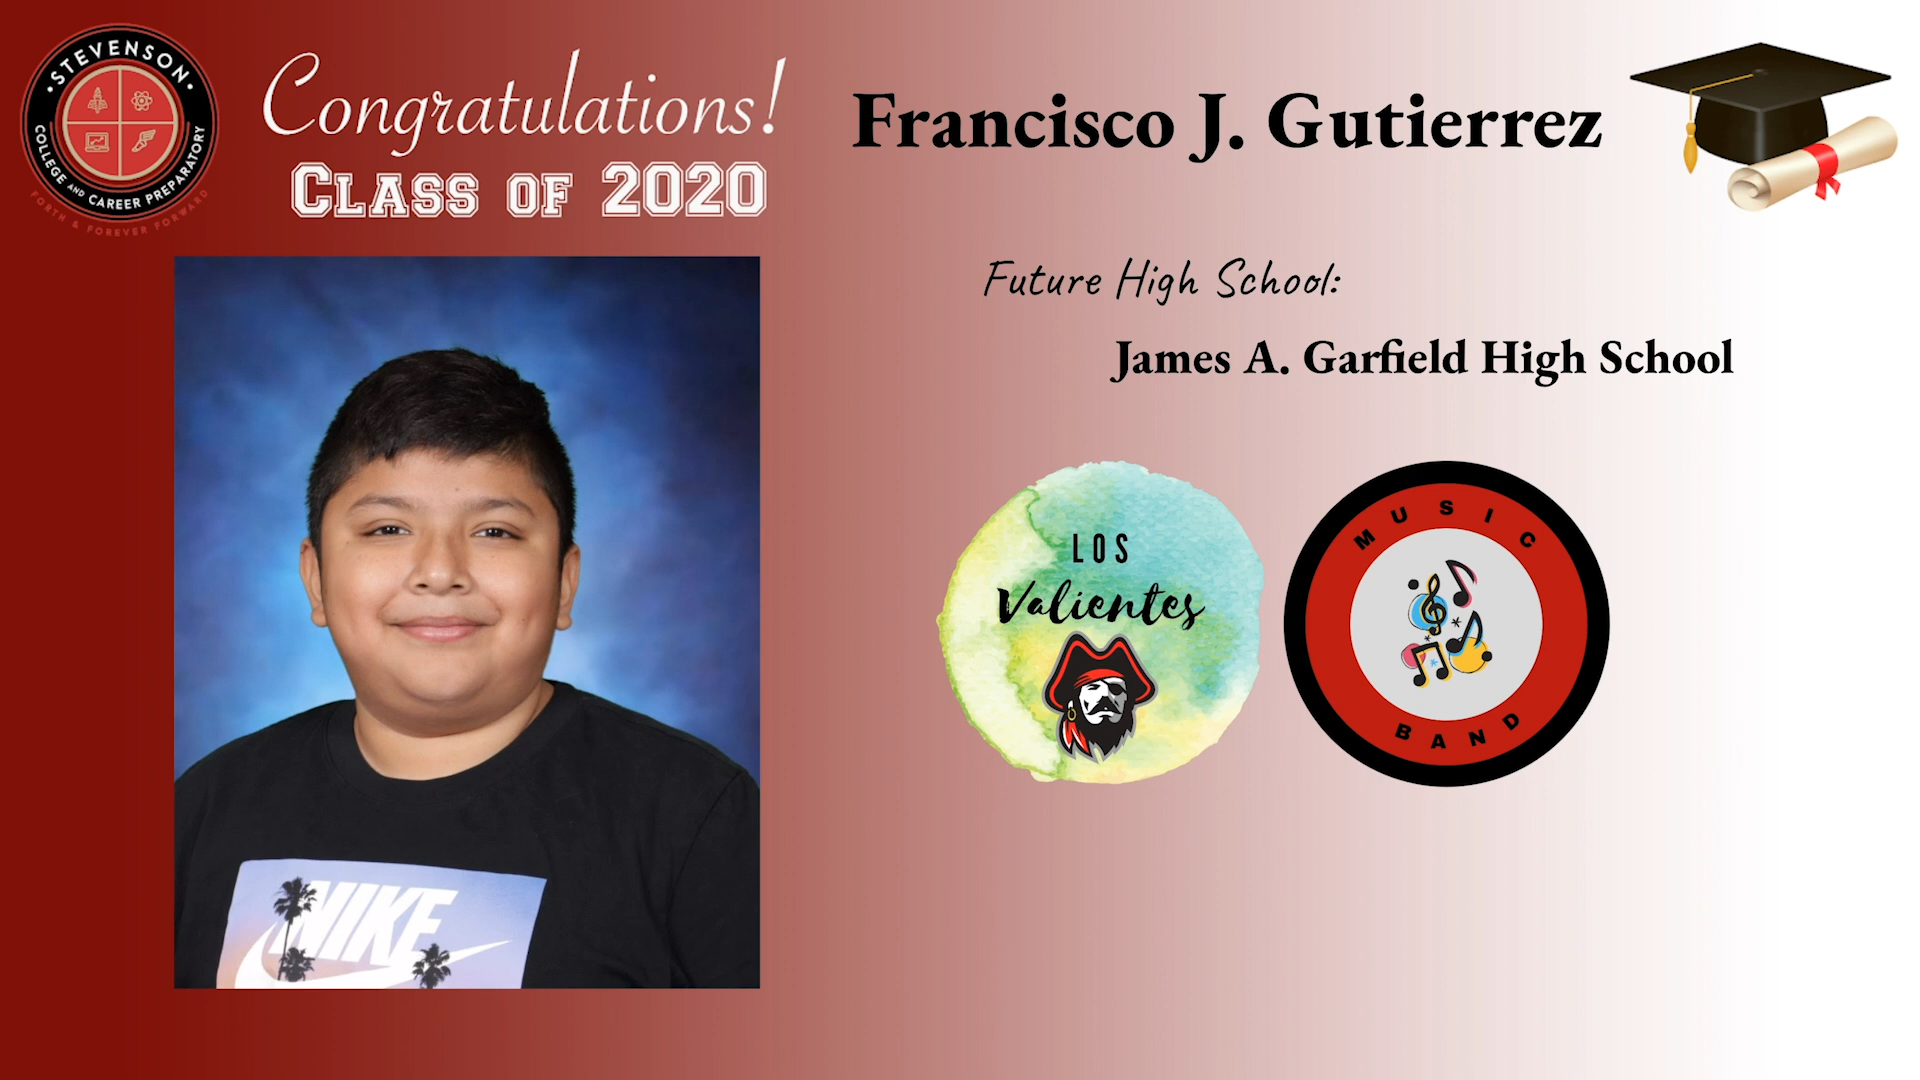 STEVENSON
COLLEGE AND CAREER PREPARATORY
FORTH & FOREVER FORWARD
Congratulations!
CLASS OF 2020
Francisco J. Gutierrez
Future High School:
James A. Garfield High School
LOS
Valientes
MUSIC
BAND
NIKE